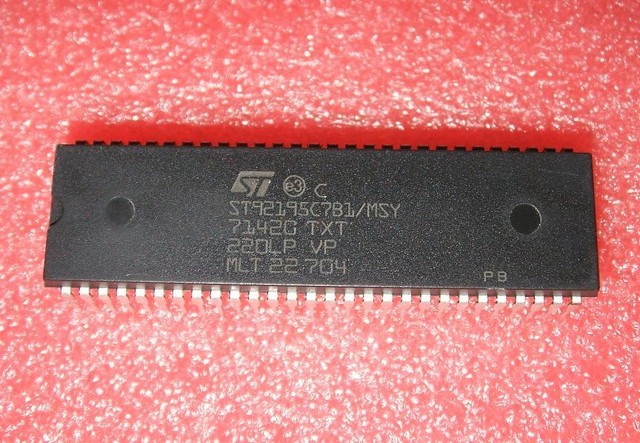 ST e3 C
ST92195C7B1/MSY
7142G TXT
220LP VP
MLT 22 704
PB